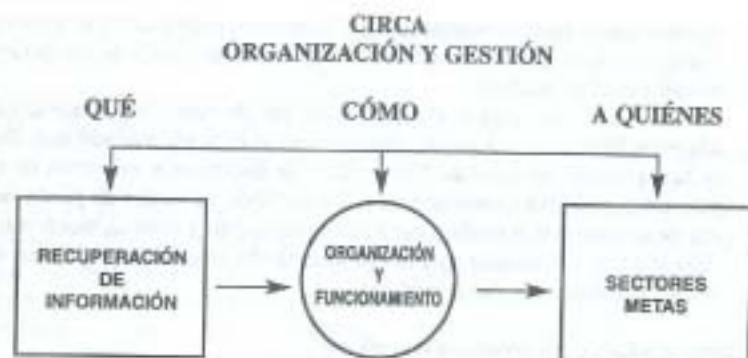 CIRCA
ORGANIZACIÓN Y GESTIÓN
QUÉ
CÓMO
A QUIÉNES
RECUPERACIÓN
DE
INFORMACIÓN
ORGANIZACIÓN
Y
FUNCIONAMIENTO
SECTORES
METAS